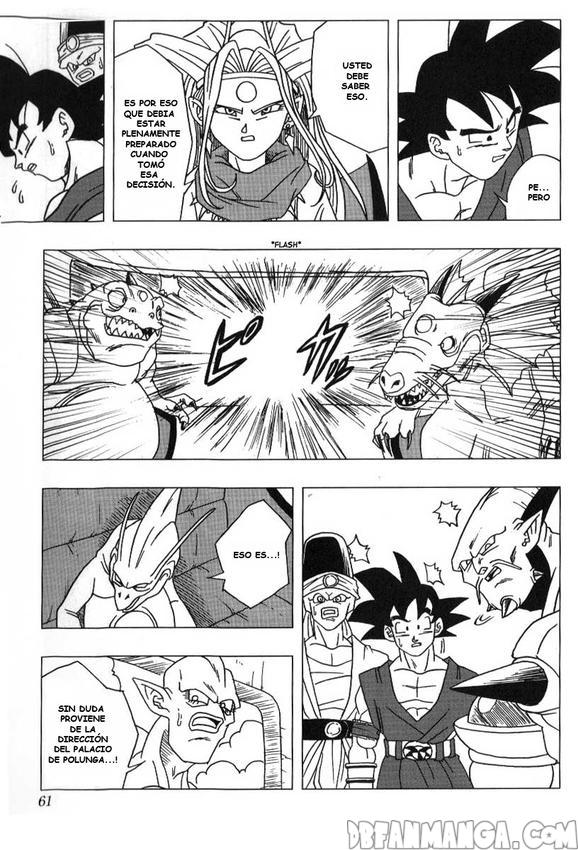 PE...
PERO
USTED
DEBE
SABER
ESO.
ES POR ESO
QUE DEBIA
ESTAR
PLENAMENTE
PREPARADO
CUANDO
TOMÓ
ESA
DECISIÓN.
*FLASH*
ピカ
ESO ES...!
SIN DUDA
PROVIENE
DE LA
DIRECCIÓN
DEL PALACIO
DE POLUNGA...!
61
DBFANMANGA.COM